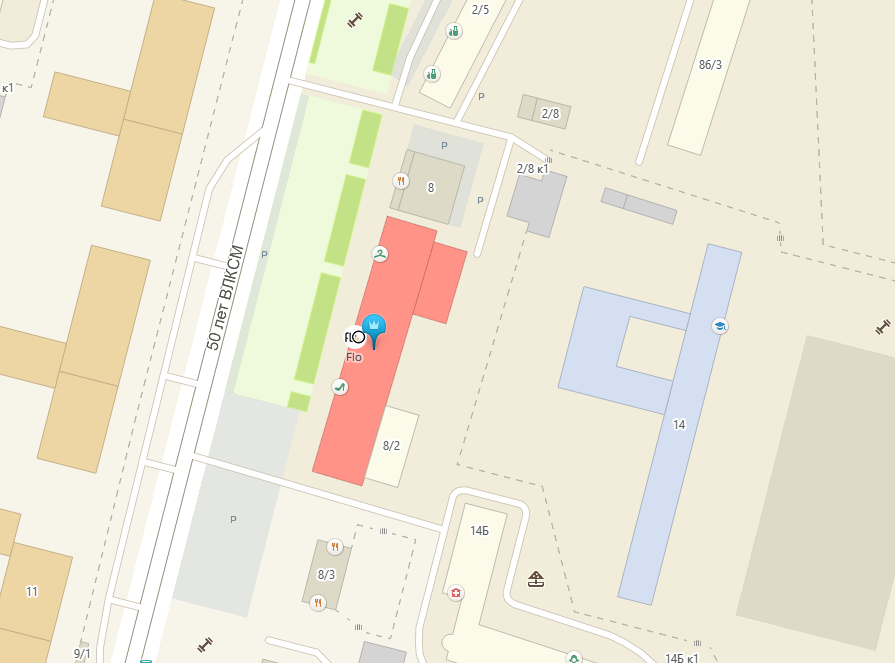 2/5
86/3
к1
P
2/8
P
2/8 к1
8
P
P
50 лет ВЛКСМ
Flo
14
8/2
P
14Б
8/3
11
9/1
14Б к1